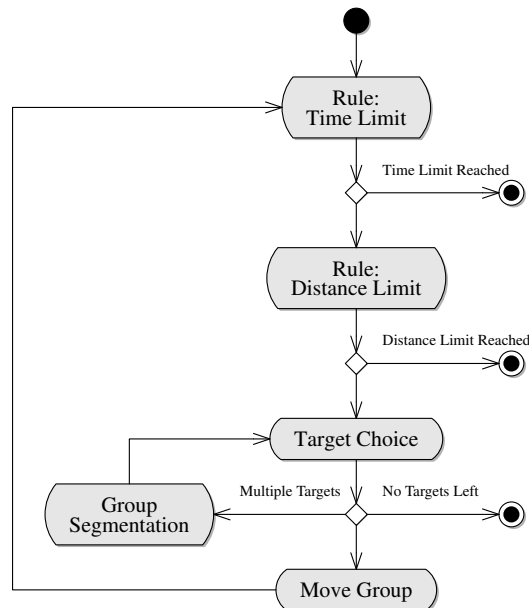 Rule:
Time Limit
Time Limit Reached
Rule:
Distance Limit
Distance Limit Reached
Target Choice
Multiple Targets
No Targets Left
Group
Segmentation
Move Group